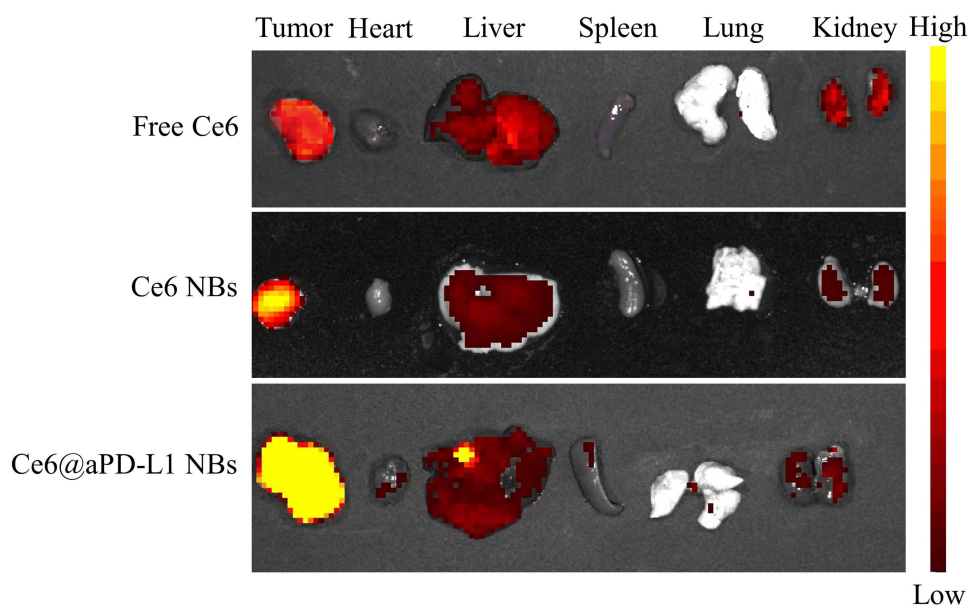 Tumor Heart Liver Spleen Lung Kidney High
Free Ce6
Ce6 NBs
Ce6@aPD-L1 NBs
Low